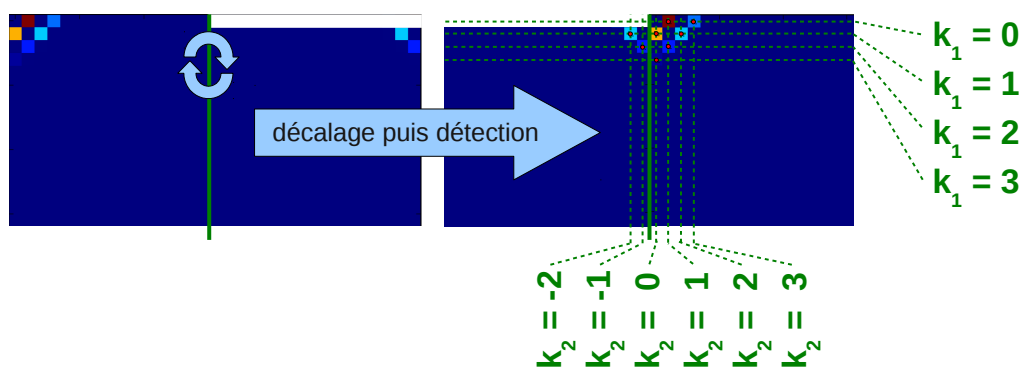 k₁ = 0
k₁ = 1
décalage puis détection
k₁ = 2
k₁ = 3
k₂ = -2
k₂ = -1
k₂ = 0
k₂ = 1
k₂ = 2
k₂ = 3